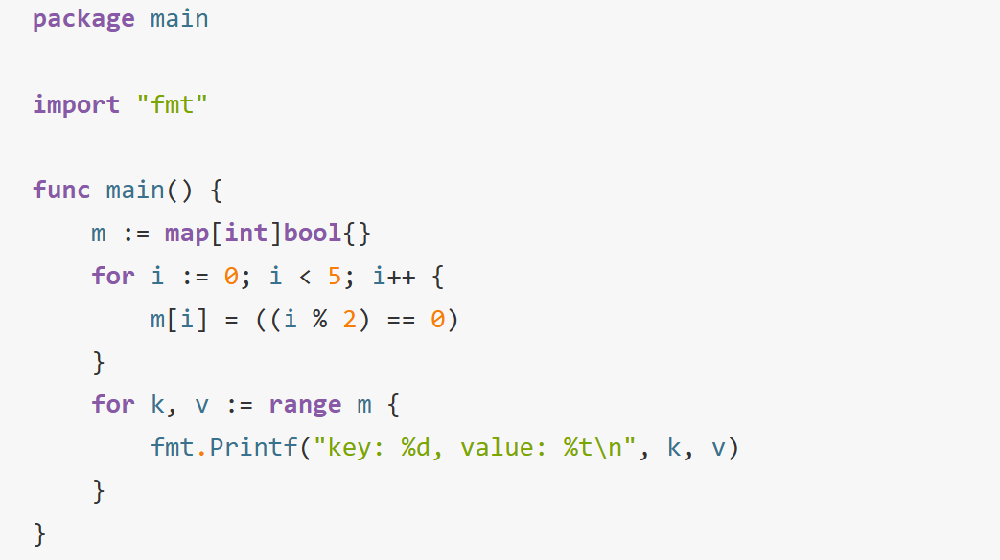 package main
import "fmt"
func main() {
    m := map[int]bool{}
    for i := 0; i < 5; i++ {
        m[i] = ((i % 2) == 0)
    }
    for k, v := range m {
        fmt.Printf("key: %d, value: %t\n", k, v)
    }
}